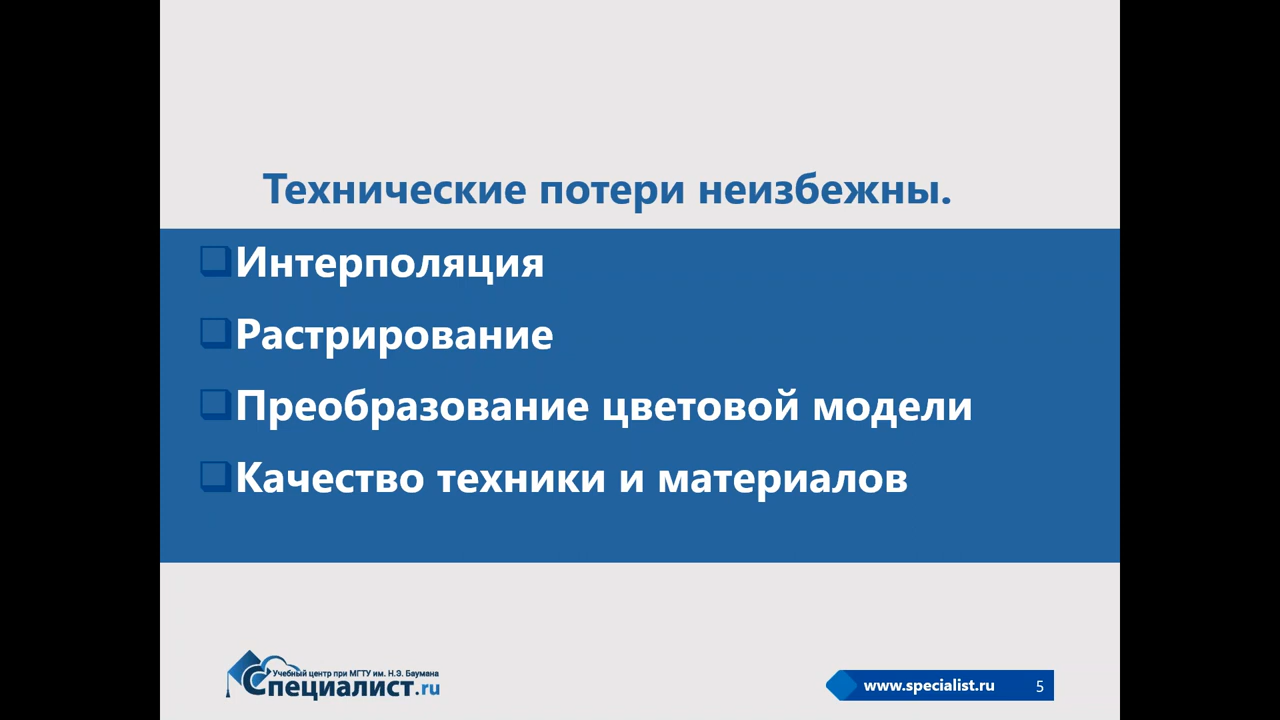 Технические потери неизбежны.
Интерполяция
Растрирование
Преобразование цветовой модели
Качество техники и материалов
Учебный центр при МГТУ им. Н.Э. Баумана
Специалист.ru
www.specialist.ru 5